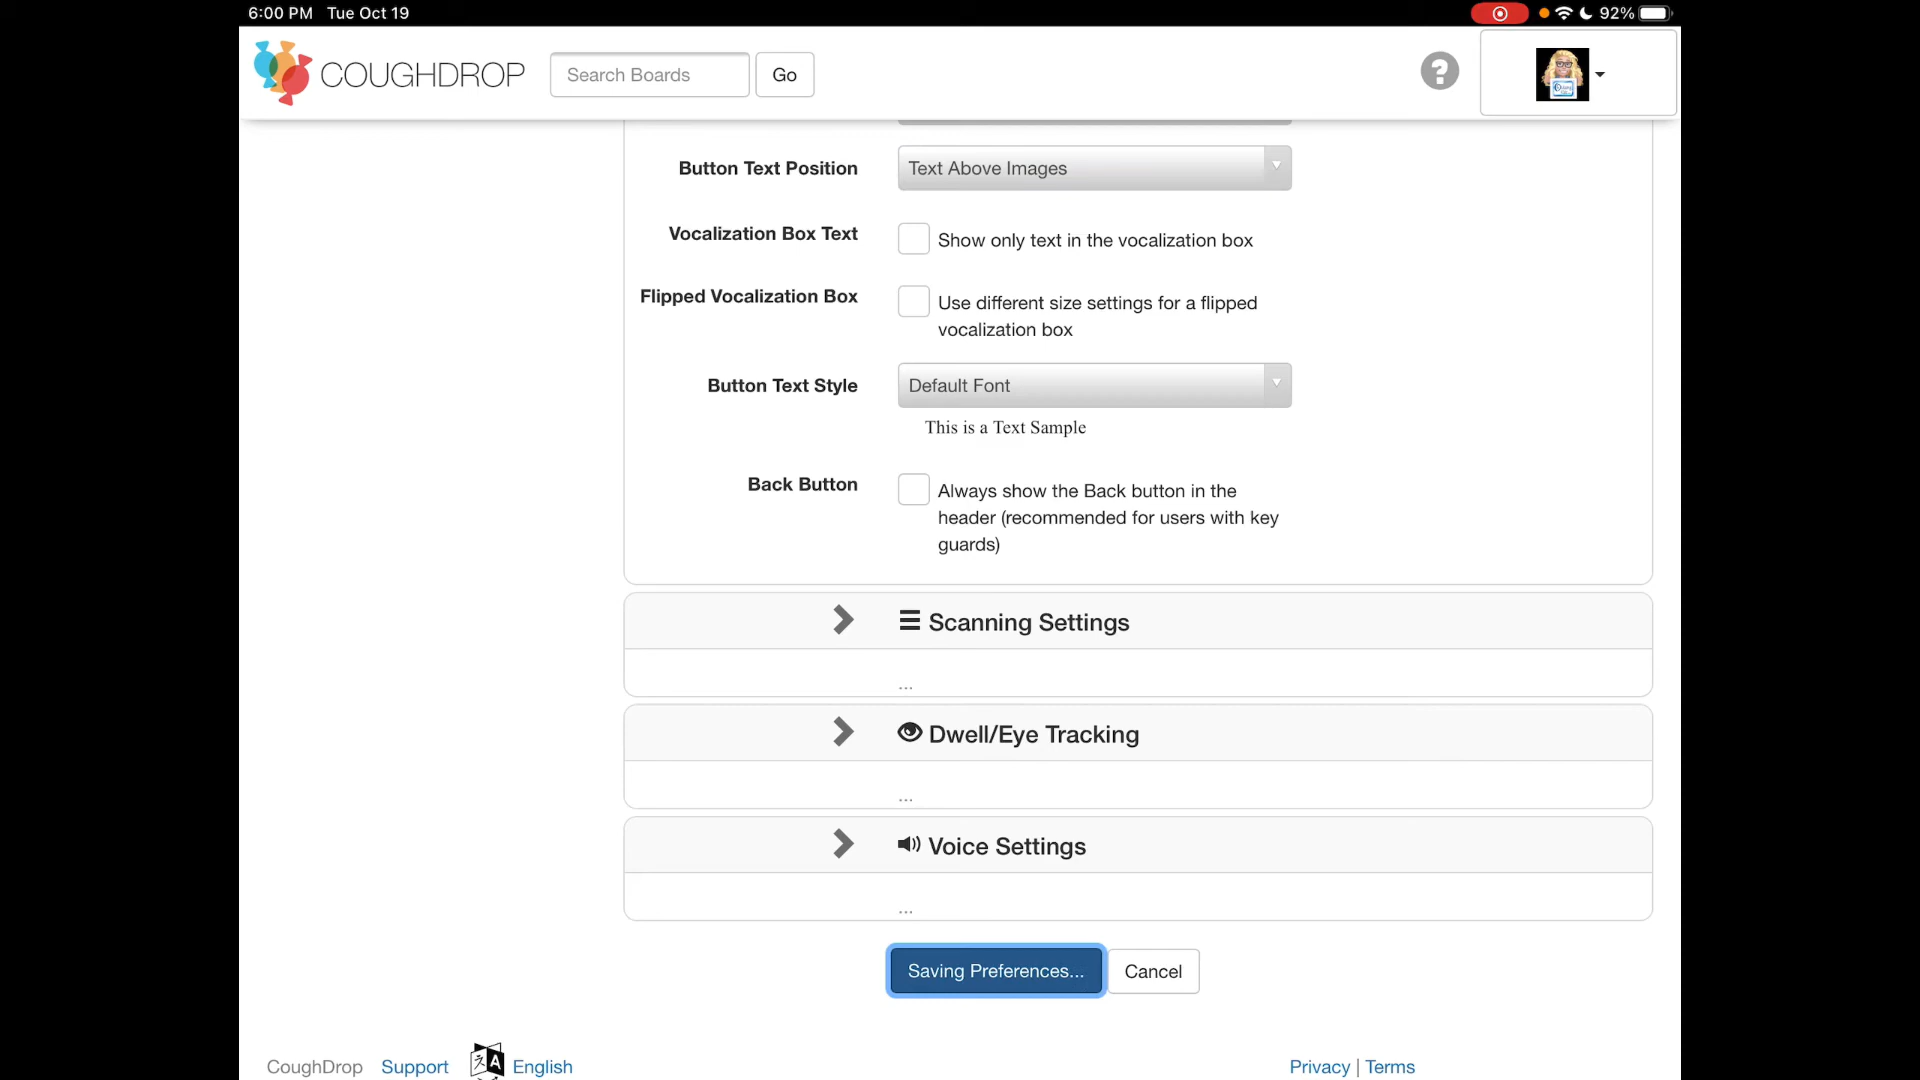 6:00 PM Tue Oct 19 92%
COUGHDROP Search Boards Go ?
Button Text Position Text Above Images
Vocalization Box Text Show only text in the vocalization box
Flipped Vocalization Box Use different size settings for a flipped
vocalization box
Button Text Style Default Font
This is a Text Sample
Back Button Always show the Back button in the
header (recommended for users with key
guards)
Scanning Settings
...
Dwell/Eye Tracking
...
Voice Settings
...
Saving Preferences... Cancel
CoughDrop Support English Privacy | Terms